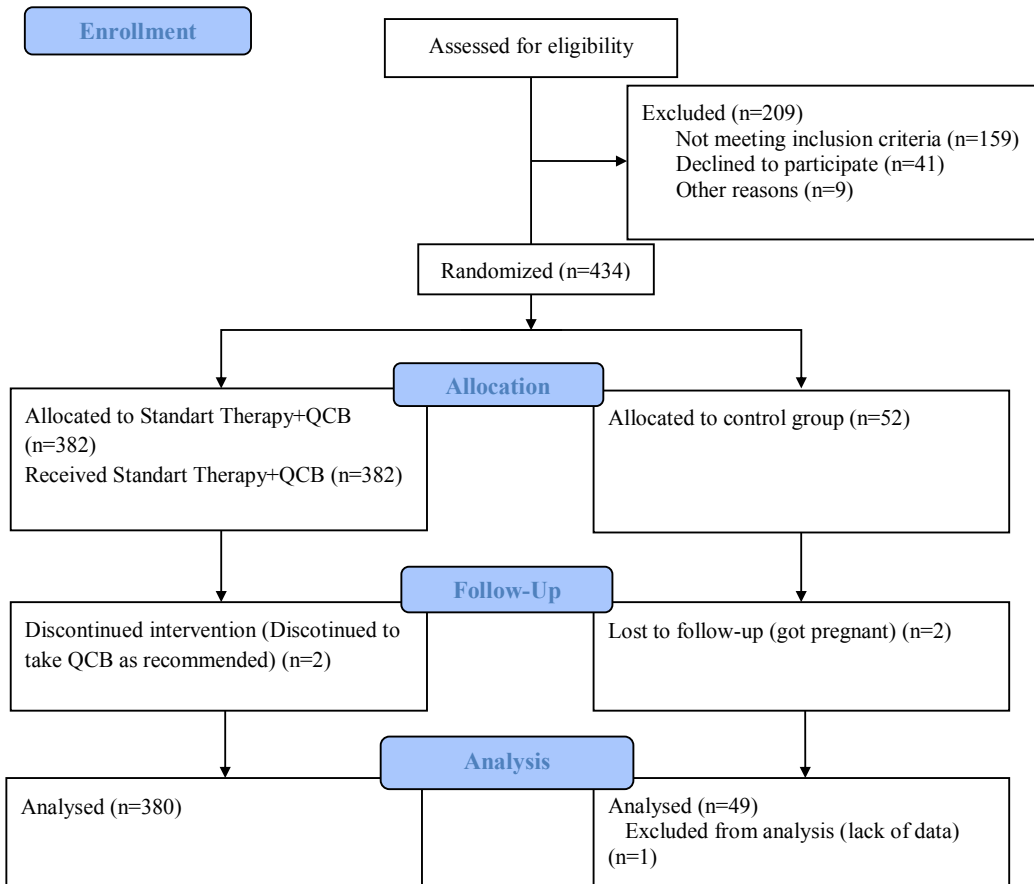 Enrollment
Assessed for eligibility
Excluded (n=209)
Not meeting inclusion criteria (n=159)
Declined to participate (n=41)
Other reasons (n=9)
Randomized (n=434)
Allocation
Allocated to Standart Therapy+QCB
(n=382)
Received Standart Therapy+QCB (n=382)
Allocated to control group (n=52)
Follow-Up
Discontinued intervention (Discotinued to
take QCB as recommended) (n=2)
Lost to follow-up (got pregnant) (n=2)
Analysis
Analysed (n=380)
Analysed (n=49)
Excluded from analysis (lack of data)
(n=1)